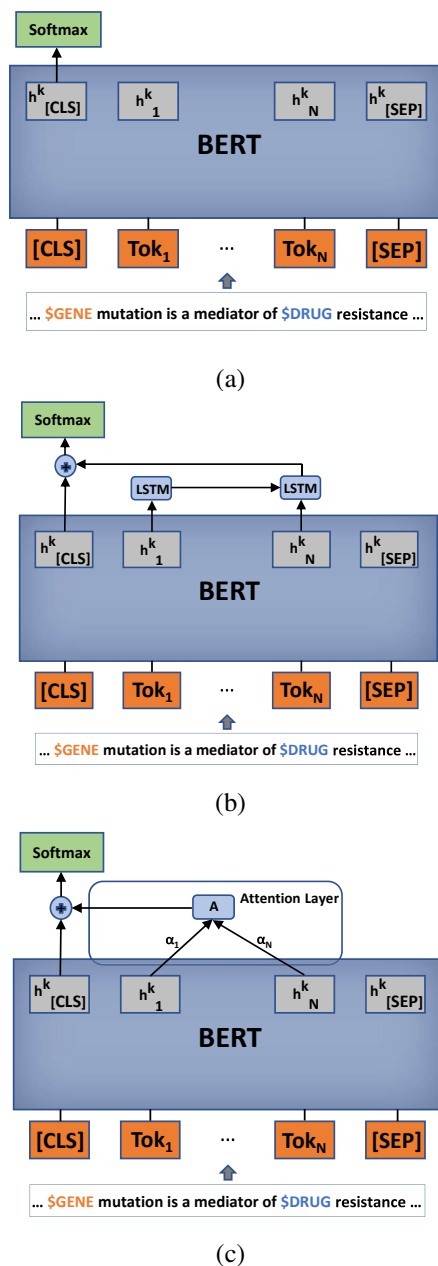 Softmax
h^k_[CLS] h^k_1 h^k_N h^k_[SEP]
BERT
[CLS] Tok_1 ... Tok_N [SEP]
... $GENE mutation is a mediator of $DRUG resistance ...
(a)
Softmax
+
LSTM LSTM
h^k_[CLS] h^k_1 h^k_N h^k_[SEP]
BERT
[CLS] Tok_1 ... Tok_N [SEP]
... $GENE mutation is a mediator of $DRUG resistance ...
(b)
Softmax
+ A Attention Layer
α_1 α_N
h^k_[CLS] h^k_1 h^k_N h^k_[SEP]
BERT
[CLS] Tok_1 ... Tok_N [SEP]
... $GENE mutation is a mediator of $DRUG resistance ...
(c)